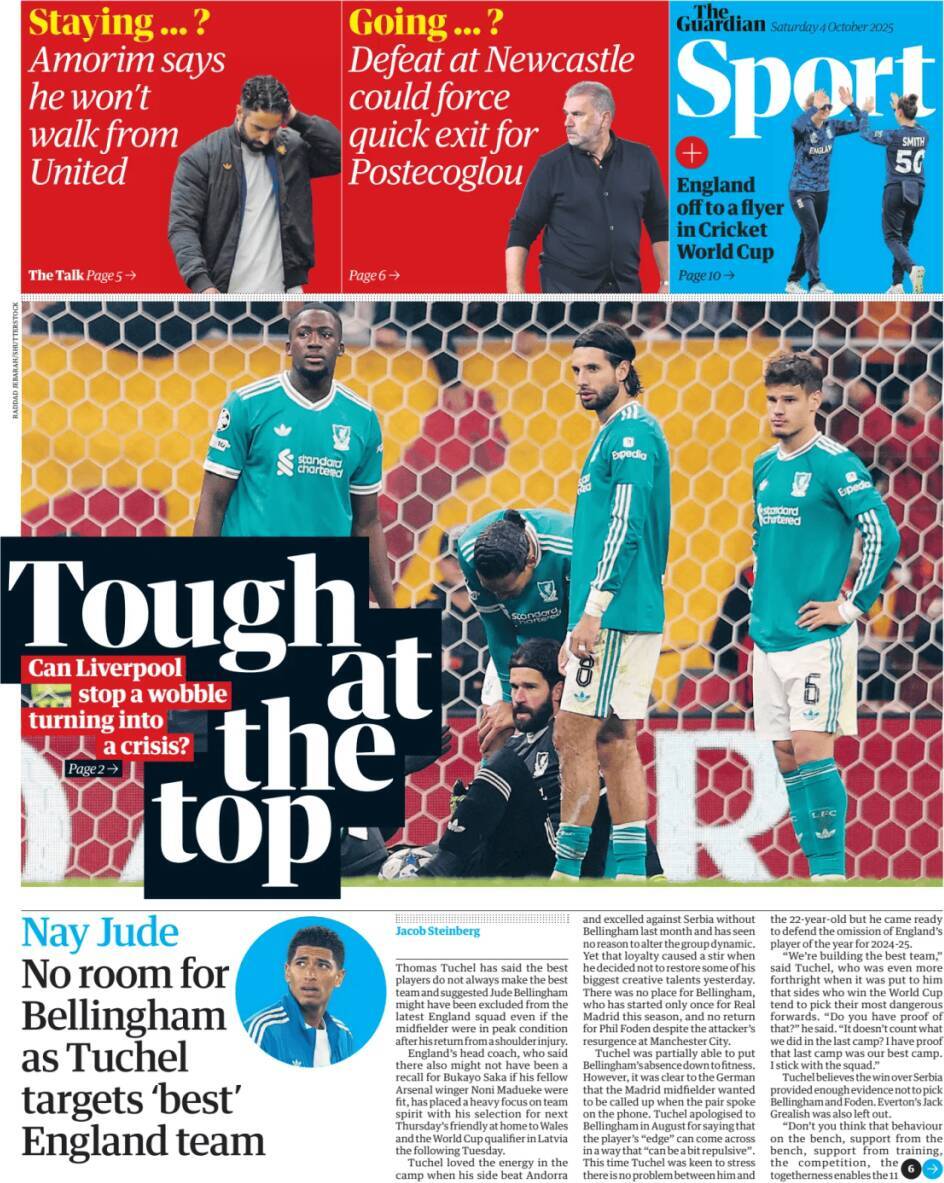 Staying ... ?
Amorim says
he won't
walk from
United
The Talk Page 5 →
Going ... ?
Defeat at Newcastle
could force
quick exit for
Postecoglou
Page 6 →
The
Guardian Saturday 4 October 2025
Sport
+
England
off to a flyer
in Cricket
World Cup
Page 10 →
ENGLAND
SMITH
50
RADDAD JEBARAH/SHUTTERSTOCK
standard
chartered
Expedia
standard
chartered
Expedia
standard
8
6
LFC
R
Tough
at
the
top
Can Liverpool
stop a wobble
turning into
a crisis?
Page 2 →
Nay Jude
No room for
Bellingham
as Tuchel
targets 'best'
England team
Jacob Steinberg
Thomas Tuchel has said the best
players do not always make the best
team and suggested Jude Bellingham
might have been excluded from the
latest England squad even if the
midfielder were in peak condition
after his return from a shoulder injury.
England's head coach, who said
there also might not have been a
recall for Bukayo Saka if his fellow
Arsenal winger Noni Madueke were
fit, has placed a heavy focus on team
spirit with his selection for next
Thursday's friendly at home to Wales
and the World Cup qualifier in Latvia
the following Tuesday.
Tuchel loved the energy in the
camp when his side beat Andorra
and excelled against Serbia without
Bellingham last month and has seen
no reason to alter the group dynamic.
Yet that loyalty caused a stir when
he decided not to restore some of his
biggest creative talents yesterday.
There was no place for Bellingham,
who has started only once for Real
Madrid this season, and no return
for Phil Foden despite the attacker's
resurgence at Manchester City.
Tuchel was partially able to put
Bellingham's absence down to fitness.
However, it was clear to the German
that the Madrid midfielder wanted
to be called up when the pair spoke
on the phone. Tuchel apologised to
Bellingham in August for saying that
the player's "edge" can come across
in a way that "can be a bit repulsive".
This time Tuchel was keen to stress
there is no problem between him and
the 22-year-old but he came ready
to defend the omission of England's
player of the year for 2024-25.
"We're building the best team,"
said Tuchel, who was even more
forthright when it was put to him
that sides who win the World Cup
tend to pick their most dangerous
forwards. "Do you have proof of
that?" he said. "It doesn't count what
we did in the last camp? I have proof
that last camp was our best camp.
I stick with the squad."
Tuchel believes the win over Serbia
provided enough evidence not to pick
Bellingham and Foden. Everton's Jack
Grealish was also left out.
"Don't you think that behaviour
on the bench, support from the
bench, support from training,
the competition, the
togetherness enables the 11
6 →